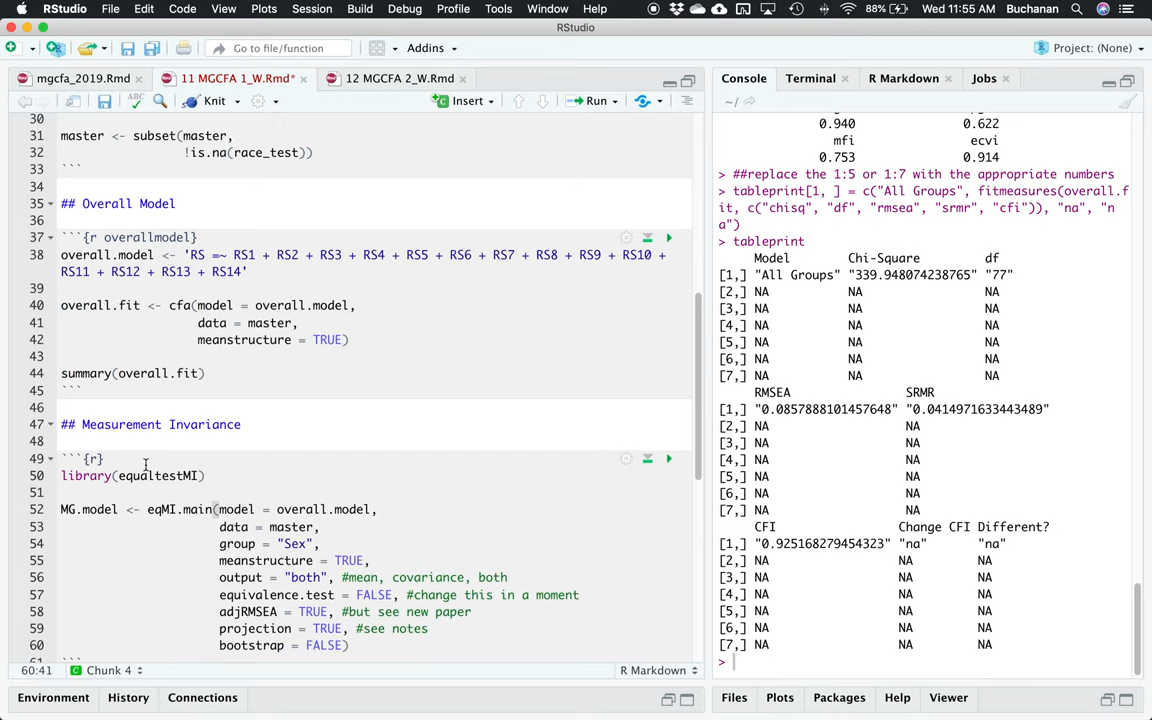 RStudio File Edit Code View Plots Session Build Debug Profile Tools Window Help 88% Wed 11:55 AM Buchanan
RStudio
Go to file/function Addins Project: (None)
mgcfa_2019.Rmd 11 MGCFA 1_W.Rmd* 12 MGCFA 2_W.Rmd
Knit Insert Run
30
31 master <- subset(master,
32 !is.na(race_test))
33 ```
34
35 ## Overall Model
36
37 ```{r overallmodel}
38 overall.model <- 'RS =~ RS1 + RS2 + RS3 + RS4 + RS5 + RS6 + RS7 + RS8 + RS9 + RS10 +
RS11 + RS12 + RS13 + RS14'
39
40 overall.fit <- cfa(model = overall.model,
41 data = master,
42 meanstructure = TRUE)
43
44 summary(overall.fit)
45 ```
46
47 ## Measurement Invariance
48
49 ```{r}
50 library(equaltestMI)
51
52 MG.model <- eqMI.main(model = overall.model,
53 data = master,
54 group = "Sex",
55 meanstructure = TRUE,
56 output = "both", #mean, covariance, both
57 equivalence.test = FALSE, #change this in a moment
58 adjRMSEA = TRUE, #but see new paper
59 projection = TRUE, #see notes
60 bootstrap = FALSE)
61 ```
60:41 Chunk 4 R Markdown
Environment History Connections
Console Terminal R Markdown Jobs
~/
0.940 0.622
mfi ecvi
0.753 0.914
> ##replace the 1:5 or 1:7 with the appropriate numbers
> tableprint[1, ] = c("All Groups", fitmeasures(overall.f
it, c("chisq", "df", "rmsea", "srmr", "cfi")), "na", "n
a")
> tableprint
Model Chi-Square df
[1,] "All Groups" "339.948074238765" "77"
[2,] NA NA NA
[3,] NA NA NA
[4,] NA NA NA
[5,] NA NA NA
[6,] NA NA NA
[7,] NA NA NA
RMSEA SRMR
[1,] "0.0857888101457648" "0.0414971633443489"
[2,] NA NA
[3,] NA NA
[4,] NA NA
[5,] NA NA
[6,] NA NA
[7,] NA NA
CFI Change CFI Different?
[1,] "0.925168279454323" "na" "na"
[2,] NA NA NA
[3,] NA NA NA
[4,] NA NA NA
[5,] NA NA NA
[6,] NA NA NA
[7,] NA NA NA
>
Files Plots Packages Help Viewer